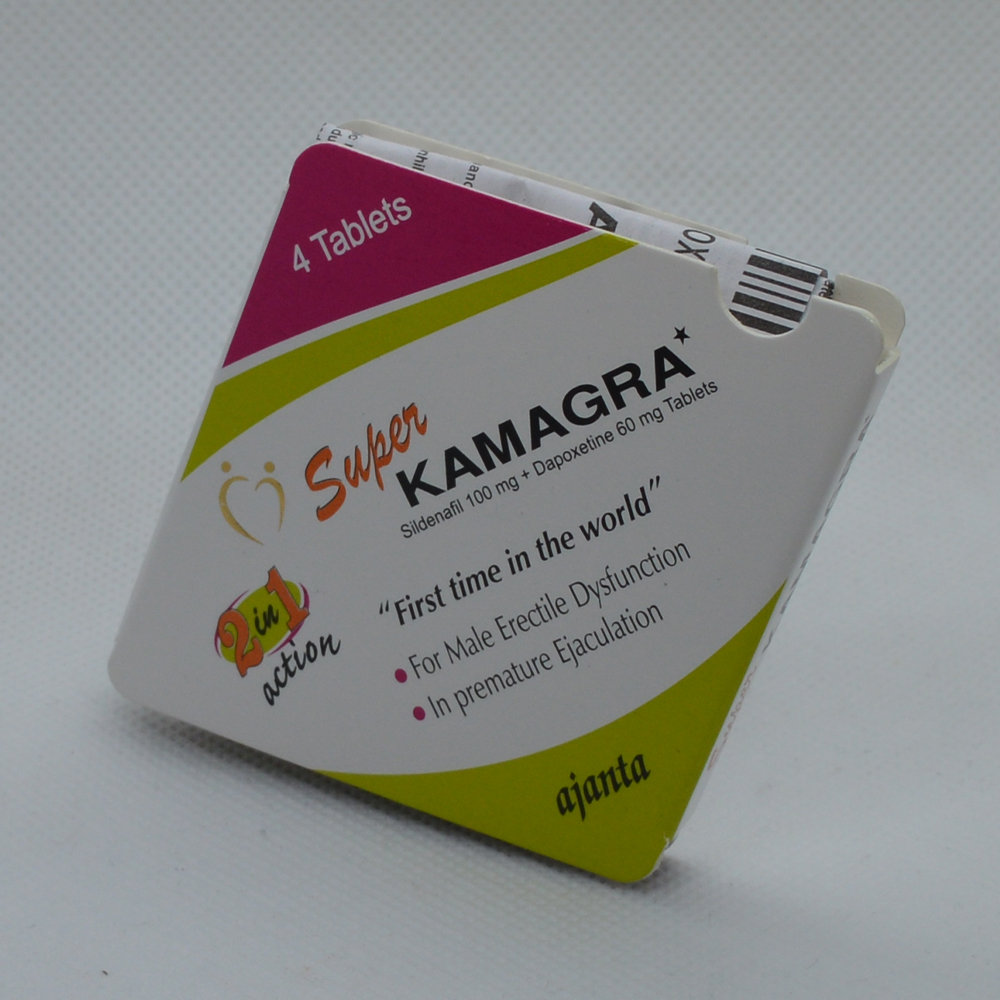 4 Tablets
Super
KAMAGRA
Sildenafil 100 mg + Dapoxetine 60 mg Tablets
"First time in the world"
2 in 1
action
• For Male Erectile Dysfunction
• In premature Ejaculation
ajanta